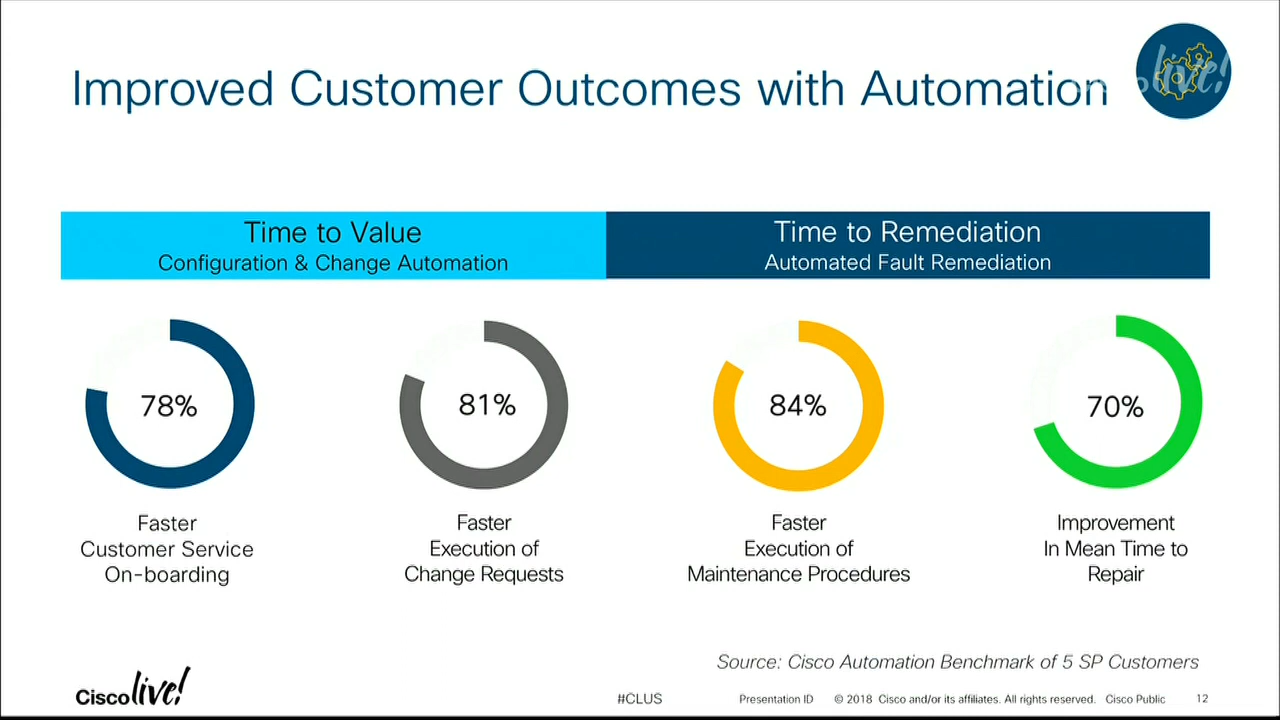 Improved Customer Outcomes with Automation
Cisco live!
Time to Value
Configuration & Change Automation
Time to Remediation
Automated Fault Remediation
78%
81%
84%
70%
Faster
Customer Service
On-boarding
Faster
Execution of
Change Requests
Faster
Execution of
Maintenance Procedures
Improvement
In Mean Time to
Repair
Source: Cisco Automation Benchmark of 5 SP Customers
Cisco live!
#CLUS
Presentation ID
© 2018 Cisco and/or its affiliates. All rights reserved. Cisco Public
12